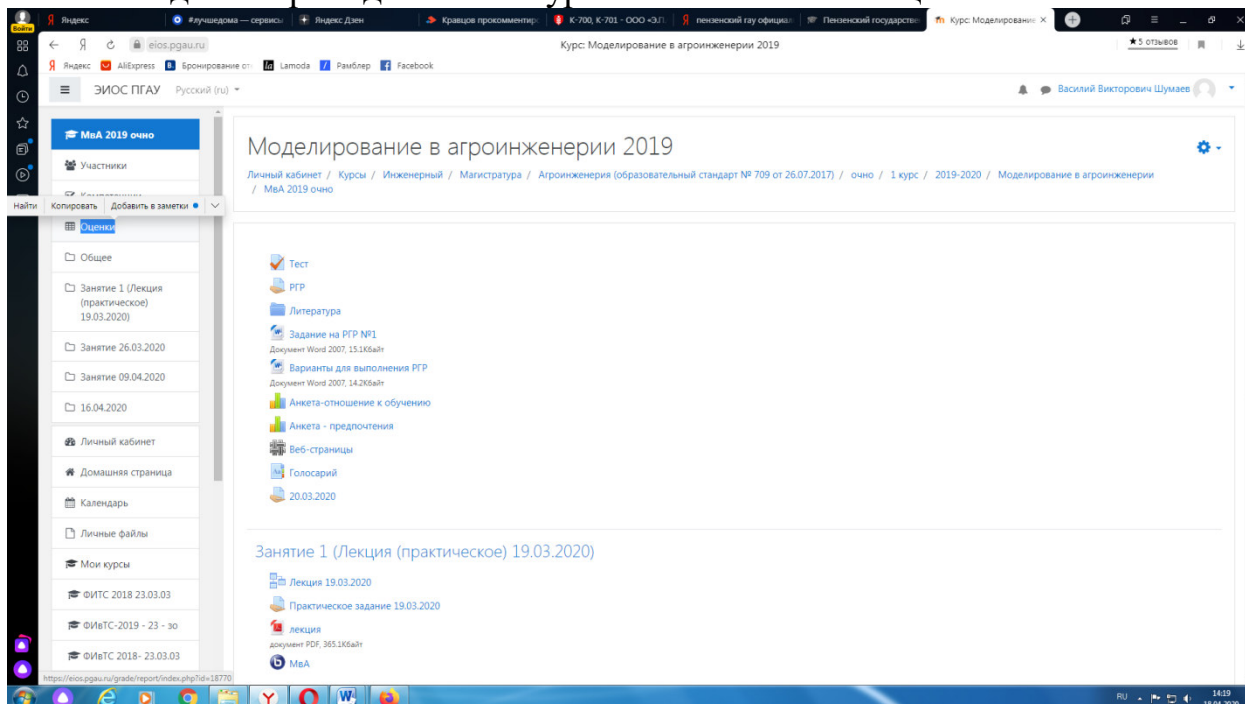 Яндекс
#лучшедома — сервисы
Яндекс Дзен
Кравцов прокомментир
К-700, К-701 - ООО «ЭЛ
пензенский гау официал
Пензенский государстве
Курс: Моделирование
Войти
eios.pgau.ru
Курс: Моделирование в агроинженерии 2019
★ 5 отзывов
Яндекс
AliExpress
Бронирование от
Lamoda
Рамблер
Facebook
ЭИОС ПГАУ
Русский (ru)
Василий Викторович Шумаев
МвА 2019 очно
Участники
Компетенции
Найти
Копировать
Добавить в заметки
Оценки
Общее
Занятие 1 (Лекция
(практическое)
19.03.2020)
Занятие 26.03.2020
Занятие 09.04.2020
16.04.2020
Личный кабинет
Домашняя страница
Календарь
Личные файлы
Мои курсы
ФИТС 2018 23.03.03
ФИвТС-2019 - 23 - зо
ФИвТС 2018- 23.03.03
https://eios.pgau.ru/grade/report/index.php?id=18770
Моделирование в агроинженерии 2019
Личный кабинет / Курсы / Инженерный / Магистратура / Агроинженерия (образовательный стандарт № 709 от 26.07.2017) / очно / 1 курс / 2019-2020 / Моделирование в агроинженерии
/ МвА 2019 очно
Тест
РГР
Литература
Задание на РГР №1
Документ Word 2007, 15.1Кбайт
Варианты для выполнения РГР
Документ Word 2007, 14.2Кбайт
Анкета-отношение к обучению
Анкета - предпочтения
Веб-страницы
Голосарий
20.03.2020
Занятие 1 (Лекция (практическое) 19.03.2020)
Лекция 19.03.2020
Практическое задание 19.03.2020
лекция
документ PDF, 365.1Кбайт
МвА
RU
14:19
18.04.2020